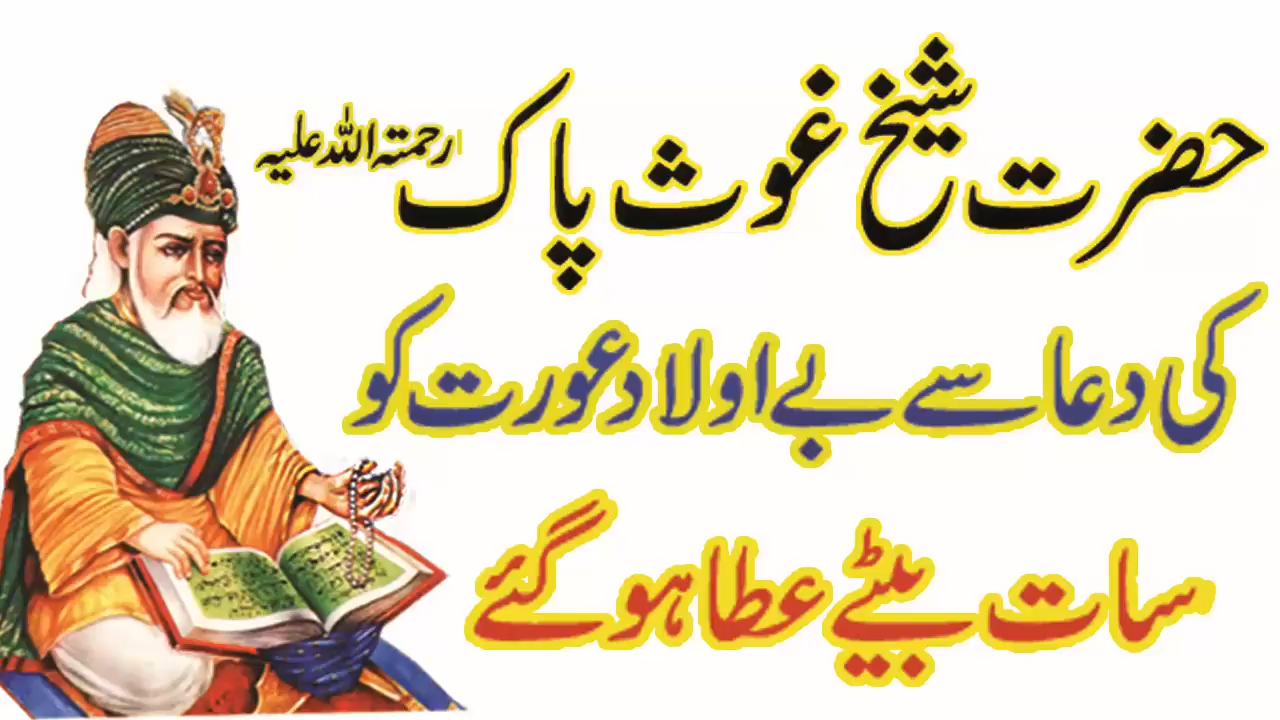 حضرت شیخ غوث پاک رحمتہ اللہ علیہ
کی دعا سے بے اولاد عورت کو
سات بیٹے عطا ہو گئے